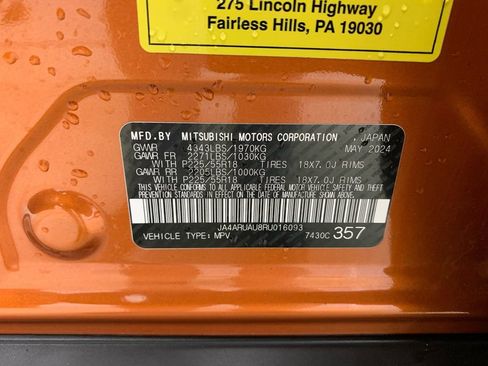 275 Lincoln Highway
Fairless Hills, PA 19030
MFD.BY MITSUBISHI MOTORS CORPORATION, JAPAN
GVWR 4343LBS/1970KG MAY 2024
GAWR FR 2271LBS/1030KG
WITH P225/55R18 TIRES 18X7.0J RIMS
GAWR RR 2205LBS/1000KG
WITH P225/55R18 TIRES 18X7.0J RIMS
THIS VEHICLE CONFORMS TO ALL APPLICABLE FEDERAL MOTOR VEHICLE SAFETY AND THEFT
PREVENTION STANDARDS IN EFFECT ON THE DATE OF MANUFACTURE SHOWN ABOVE.
JA4ARUAU8RU016093
VEHICLE TYPE: MPV 7430C 357